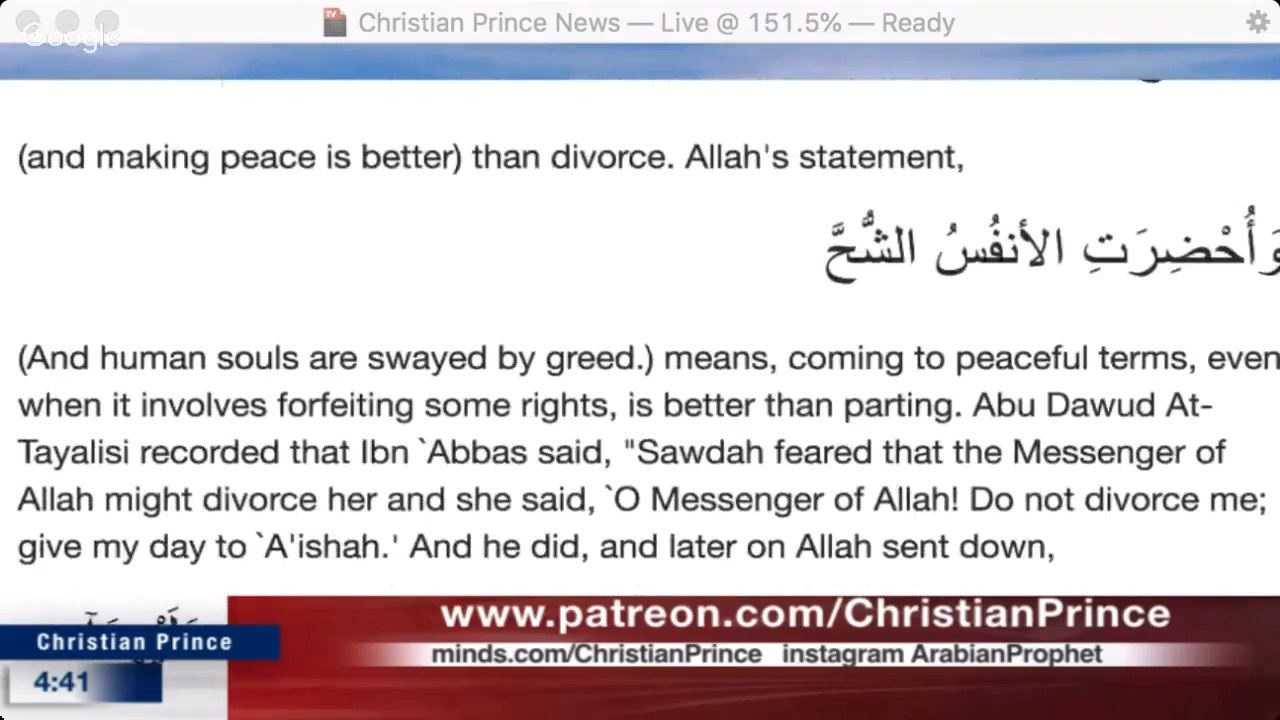 Christian Prince News — Live @ 151.5% — Ready
Google
(and making peace is better) than divorce. Allah's statement,
وَأُحْضِرَتِ الأنفُسُ الشُّحَّ
(And human souls are swayed by greed.) means, coming to peaceful terms, even
when it involves forfeiting some rights, is better than parting. Abu Dawud At-
Tayalisi recorded that Ibn `Abbas said, "Sawdah feared that the Messenger of
Allah might divorce her and she said, `O Messenger of Allah! Do not divorce me;
give my day to `A'ishah.' And he did, and later on Allah sent down,
www.patreon.com/ChristianPrince
Christian Prince
minds.com/ChristianPrince instagram ArabianProphet
4:41